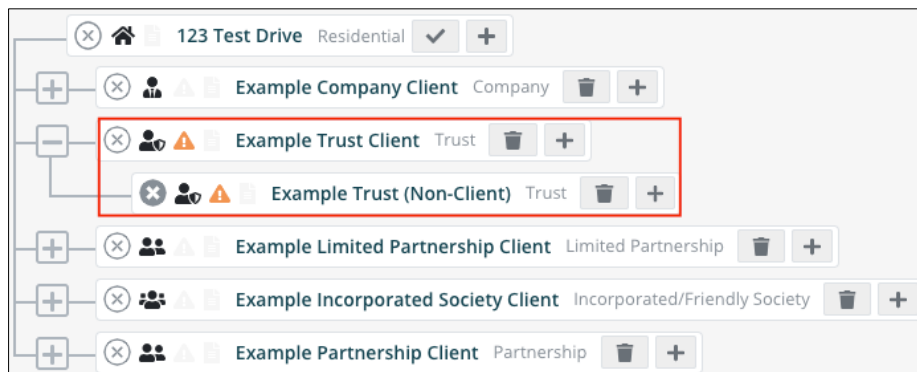 123 Test Drive Residential
Example Company Client Company
Example Trust Client Trust
Example Trust (Non-Client) Trust
Example Limited Partnership Client Limited Partnership
Example Incorporated Society Client Incorporated/Friendly Society
Example Partnership Client Partnership